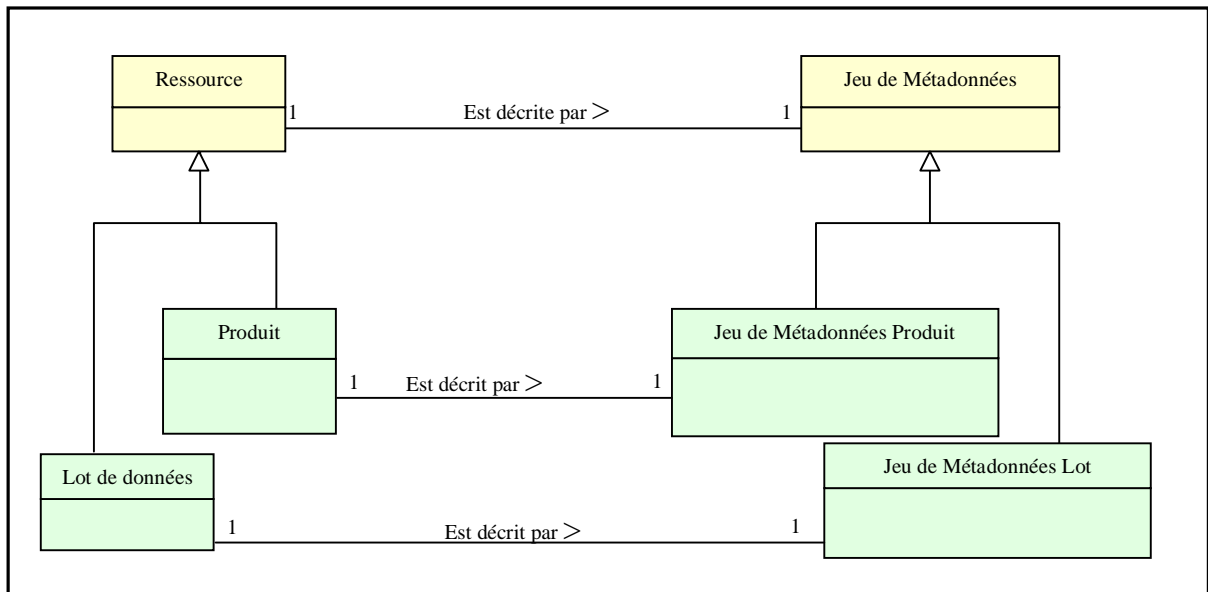 Ressource
Jeu de Métadonnées
1
Est décrite par >
1
Produit
Jeu de Métadonnées Produit
1
Est décrit par >
1
Lot de données
Jeu de Métadonnées Lot
1
Est décrit par >
1